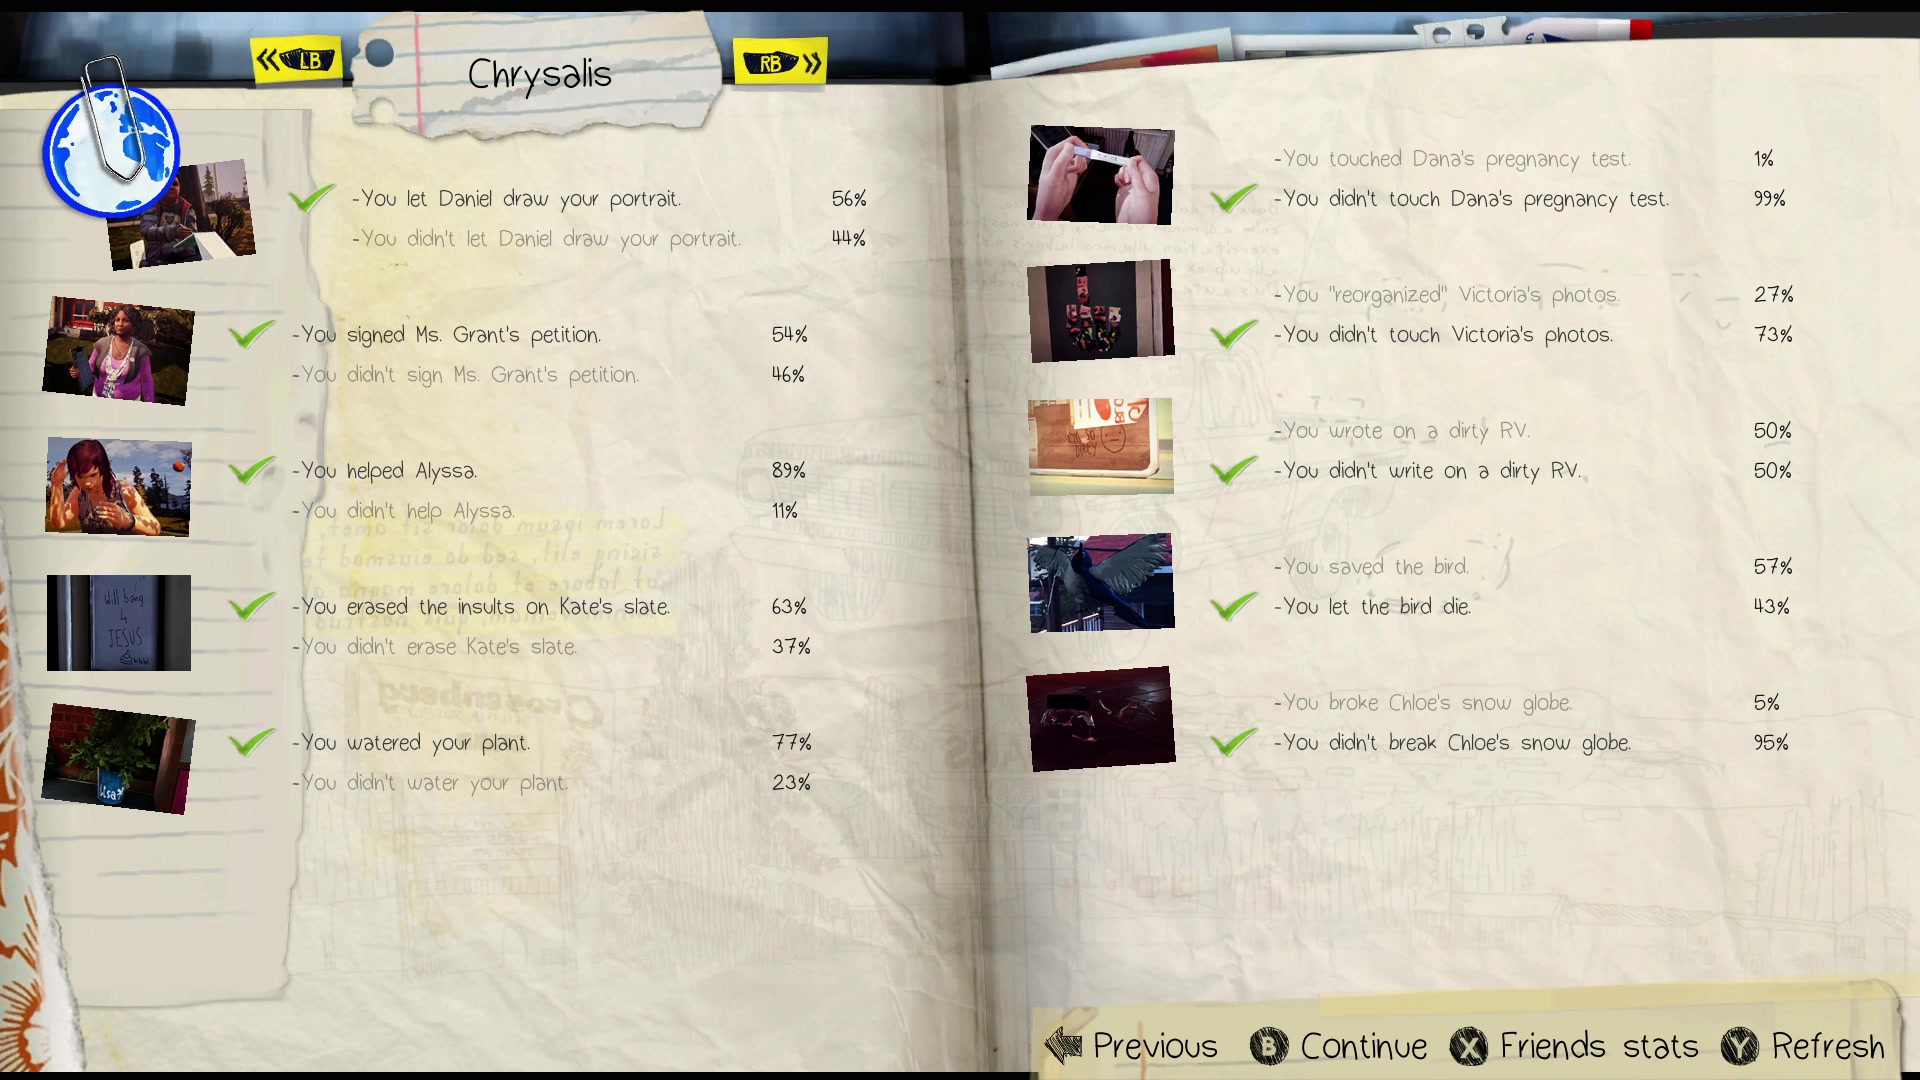 LB
Chrysalis
RB
-You let Daniel draw your portrait. 56%
-You didn't let Daniel draw your portrait. 44%
-You signed Ms. Grant's petition. 54%
-You didn't sign Ms. Grant's petition. 46%
-You helped Alyssa. 89%
-You didn't help Alyssa. 11%
Will bang
4
JESUS
-You erased the insults on Kate's slate. 63%
-You didn't erase Kate's slate. 37%
-You watered your plant. 77%
-You didn't water your plant. 23%
-You touched Dana's pregnancy test. 1%
-You didn't touch Dana's pregnancy test. 99%
-You "reorganized" Victoria's photos. 27%
-You didn't touch Victoria's photos. 73%
-You wrote on a dirty RV. 50%
-You didn't write on a dirty RV. 50%
-You saved the bird. 57%
-You let the bird die. 43%
-You broke Chloe's snow globe. 5%
-You didn't break Chloe's snow globe. 95%
Previous B Continue X Friends stats Y Refresh